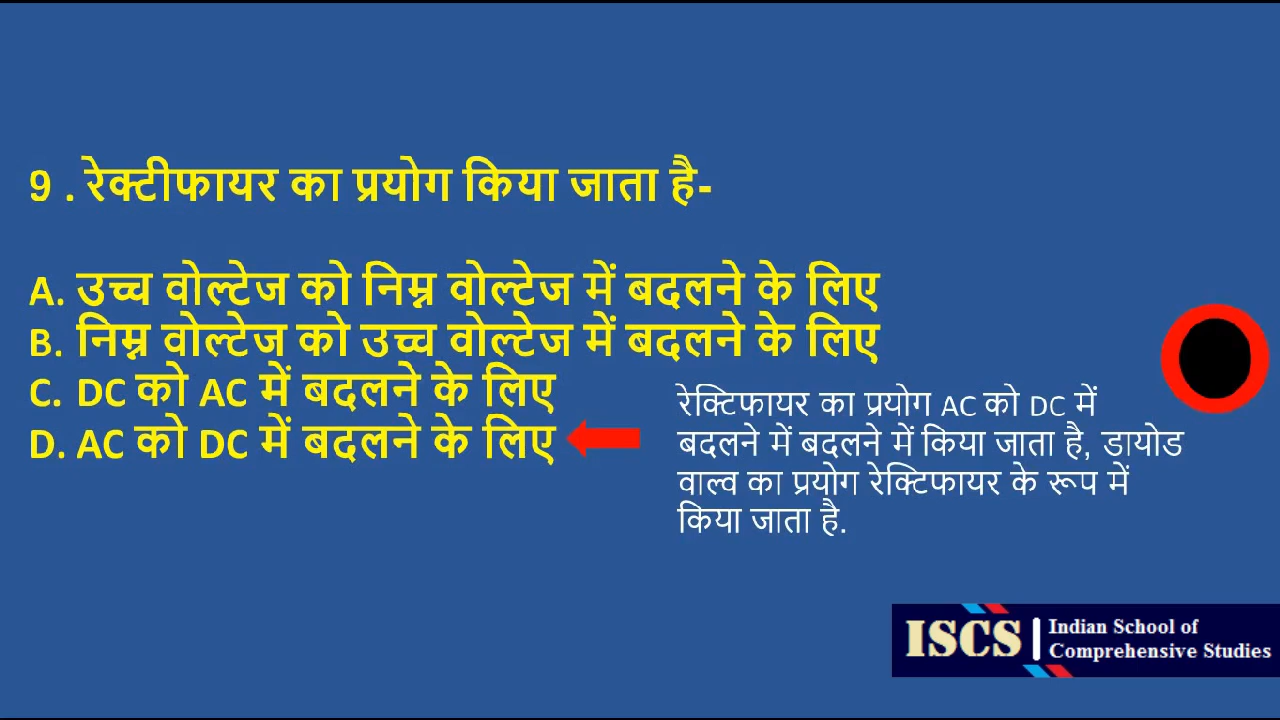 9 . रेक्टीफायर का प्रयोग किया जाता है-
A. उच्च वोल्टेज को निम्न वोल्टेज में बदलने के लिए
B. निम्न वोल्टेज को उच्च वोल्टेज में बदलने के लिए
C. DC को AC में बदलने के लिए
D. AC को DC में बदलने के लिए
रेक्टिफायर का प्रयोग AC को DC में
बदलने में बदलने में किया जाता है, डायोड
वाल्व का प्रयोग रेक्टिफायर के रूप में
किया जाता है.
ISCS
Indian School of
Comprehensive Studies